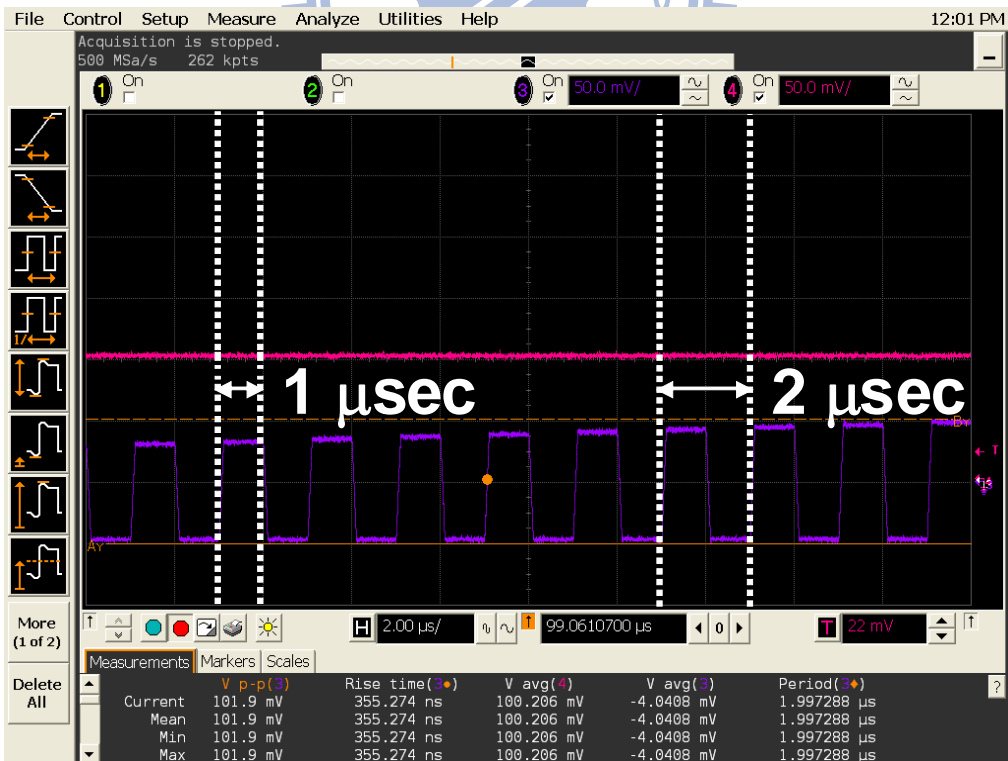 File Control Setup Measure Analyze Utilities Help 12:01 PM
Acquisition is stopped.
500 MSa/s 262 kpts
1 On 2 On 3 On 50.0 mV/ 4 On 50.0 mV/
1 μsec 2 μsec
BY
T
AY
1/
More
(1 of 2)
Delete
All
H 2.00 μs/ 99.0610700 μs 0 T 22 mV
Measurements Markers Scales
V p-p(3) Rise time(3●) V avg(4) V avg(3) Period(3◆) ?
Current 101.9 mV 355.274 ns 100.206 mV -4.0408 mV 1.997288 μs
Mean 101.9 mV 355.274 ns 100.206 mV -4.0408 mV 1.997288 μs
Min 101.9 mV 355.274 ns 100.206 mV -4.0408 mV 1.997288 μs
Max 101.9 mV 355.274 ns 100.206 mV -4.0408 mV 1.997288 μs